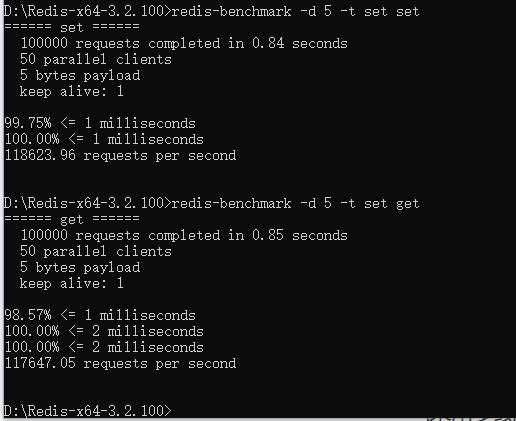 D:\Redis-x64-3.2.100>redis-benchmark -d 5 -t set set
====== set ======
  100000 requests completed in 0.84 seconds
  50 parallel clients
  5 bytes payload
  keep alive: 1

99.75% <= 1 milliseconds
100.00% <= 1 milliseconds
118623.96 requests per second


D:\Redis-x64-3.2.100>redis-benchmark -d 5 -t set get
====== get ======
  100000 requests completed in 0.85 seconds
  50 parallel clients
  5 bytes payload
  keep alive: 1

98.57% <= 1 milliseconds
100.00% <= 2 milliseconds
100.00% <= 2 milliseconds
117647.05 requests per second


D:\Redis-x64-3.2.100>